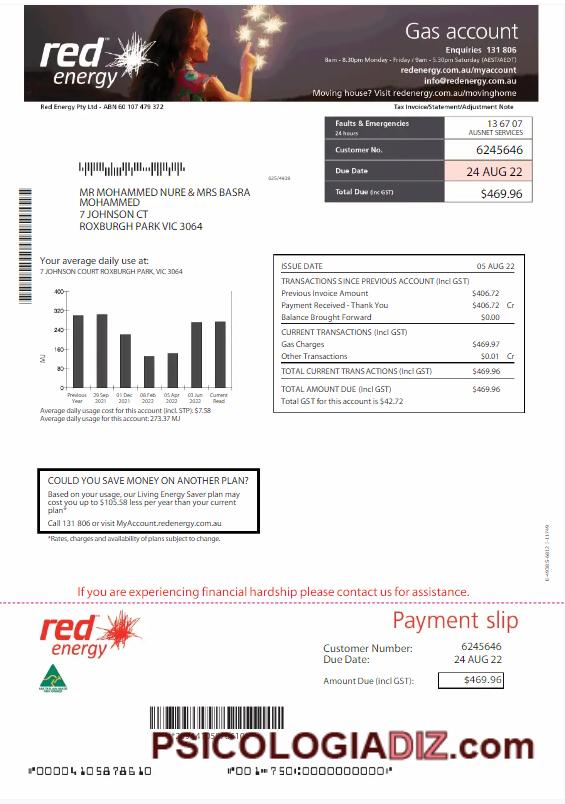 red energy
Gas account
Enquiries 131 806
8am - 8.30pm Monday - Friday / 9am - 5.30pm Saturday (AEST/AEDT)
redenergy.com.au/myaccount
info@redenergy.com.au
Moving house? Visit redenergy.com.au/movinghome
Red Energy Pty Ltd - ABN 60 107 479 372
Tax Invoice/Statement/Adjustment Note
Faults & Emergencies 13 67 07
24 hours AUSNET SERVICES
Customer No. 6245646
Due Date 24 AUG 22
Total Due (inc GST) $469.96
MR MOHAMMED NURE & MRS BASRA
MOHAMMED
7 JOHNSON CT
ROXBURGH PARK VIC 3064
Your average daily use at:
7 JOHNSON COURT ROXBURGH PARK, VIC 3064
400
320
240
160
80
0
MJ
Previous Year
29 Sep 2021
01 Dec 2021
08 Feb 2022
05 Apr 2022
03 Jun 2022
Current Read
Average daily usage cost for this account (incl. STP): $7.58
Average daily usage for this account: 273.37 MJ
ISSUE DATE 05 AUG 22
TRANSACTIONS SINCE PREVIOUS ACCOUNT (Incl GST)
Previous Invoice Amount $406.72
Payment Received - Thank You $406.72 Cr
Balance Brought Forward $0.00
CURRENT TRANSACTIONS (Incl GST)
Gas Charges $469.97
Other Transactions $0.01 Cr
TOTAL CURRENT TRANSACTIONS (Incl GST) $469.96
TOTAL AMOUNT DUE (Incl GST) $469.96
Total GST for this account is $42.72
COULD YOU SAVE MONEY ON ANOTHER PLAN?
Based on your usage, our Living Energy Saver plan may
cost you up to $105.58 less per year than your current
plan*
Call 131 806 or visit MyAccount.redenergy.com.au
*Rates, charges and availability of plans subject to change.
If you are experiencing financial hardship please contact us for assistance.
red energy
Payment slip
Customer Number: 6245646
Due Date: 24 AUG 22
Amount Due (incl GST): $469.96
PSICOLOGIADIZ.com